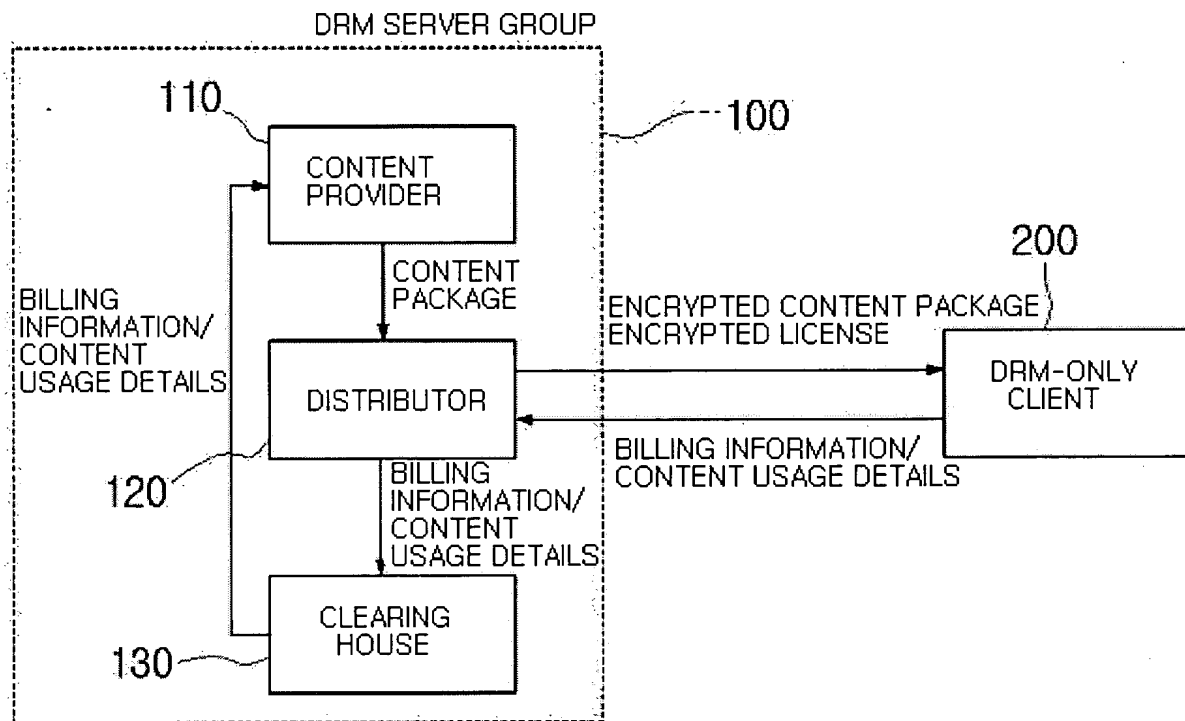 DRM SERVER GROUP
110
100
CONTENT
PROVIDER
200
CONTENT
PACKAGE
BILLING
INFORMATION/
CONTENT
USAGE DETAILS
ENCRYPTED CONTENT PACKAGE
ENCRYPTED LICENSE
DISTRIBUTOR
DRM-ONLY
CLIENT
120
BILLING INFORMATION/
CONTENT USAGE DETAILS
BILLING
INFORMATION/
CONTENT
USAGE DETAILS
CLEARING
HOUSE
130